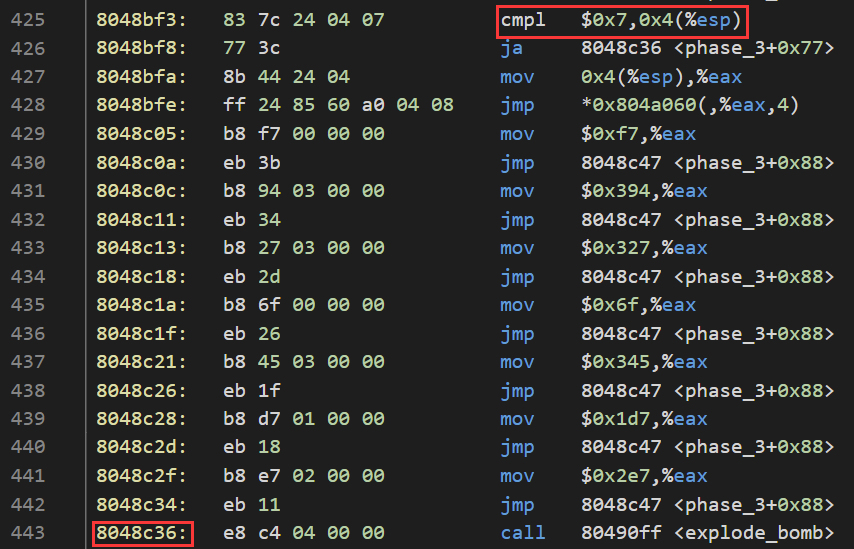 425 8048bf3: 83 7c 24 04 07 cmpl $0x7,0x4(%esp)
426 8048bf8: 77 3c ja 8048c36 <phase_3+0x77>
427 8048bfa: 8b 44 24 04 mov 0x4(%esp),%eax
428 8048bfe: ff 24 85 60 a0 04 08 jmp *0x804a060(,%eax,4)
429 8048c05: b8 f7 00 00 00 mov $0xf7,%eax
430 8048c0a: eb 3b jmp 8048c47 <phase_3+0x88>
431 8048c0c: b8 94 03 00 00 mov $0x394,%eax
432 8048c11: eb 34 jmp 8048c47 <phase_3+0x88>
433 8048c13: b8 27 03 00 00 mov $0x327,%eax
434 8048c18: eb 2d jmp 8048c47 <phase_3+0x88>
435 8048c1a: b8 6f 00 00 00 mov $0x6f,%eax
436 8048c1f: eb 26 jmp 8048c47 <phase_3+0x88>
437 8048c21: b8 45 03 00 00 mov $0x345,%eax
438 8048c26: eb 1f jmp 8048c47 <phase_3+0x88>
439 8048c28: b8 d7 01 00 00 mov $0x1d7,%eax
440 8048c2d: eb 18 jmp 8048c47 <phase_3+0x88>
441 8048c2f: b8 e7 02 00 00 mov $0x2e7,%eax
442 8048c34: eb 11 jmp 8048c47 <phase_3+0x88>
443 8048c36: e8 c4 04 00 00 call 80490ff <explode_bomb>